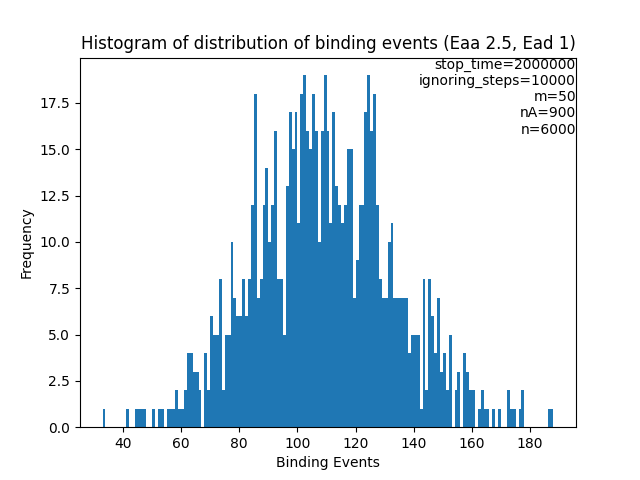 Histogram of distribution of binding events (Eaa 2.5, Ead 1)
stop_time=2000000
ignoring_steps=10000
m=50
nA=900
n=6000
17.5
15.0
12.5
10.0
7.5
5.0
2.5
0.0
Frequency
40 60 80 100 120 140 160 180
Binding Events